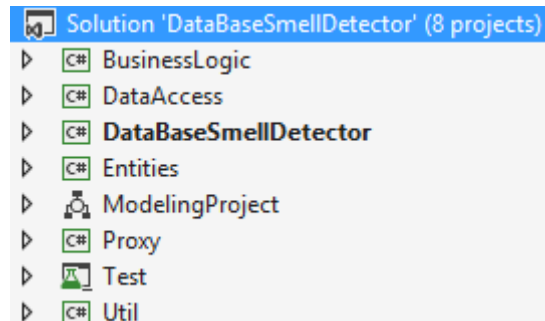 Solution 'DataBaseSmellDetector' (8 projects)
C# BusinessLogic
C# DataAccess
C# DataBaseSmellDetector
C# Entities
ModelingProject
C# Proxy
Test
C# Util